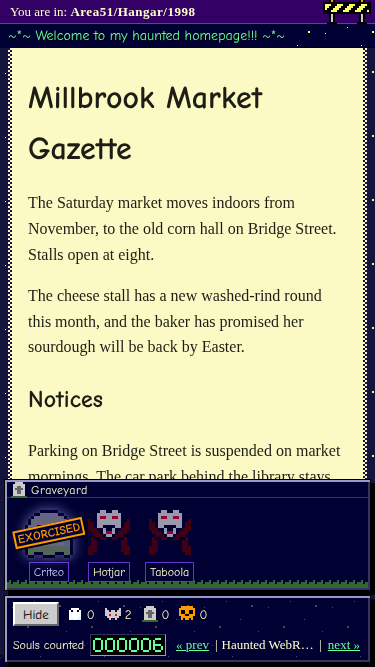 You are in: Area51/Hangar/1998
~*~ Welcome to my haunted homepage!!! ~*~
Millbrook Market
Gazette
The Saturday market moves indoors from
November, to the old corn hall on Bridge Street.
Stalls open at eight.
The cheese stall has a new washed-rind round
this month, and the baker has promised her
sourdough will be back by Easter.
Notices
Parking on Bridge Street is suspended on market
mornings. The car park behind the library stays
Graveyard
EXORCISED
Criteo Hotjar Taboola
Hide 0 2 0 0
Souls counted 000006 « prev | Haunted WebR… | next »